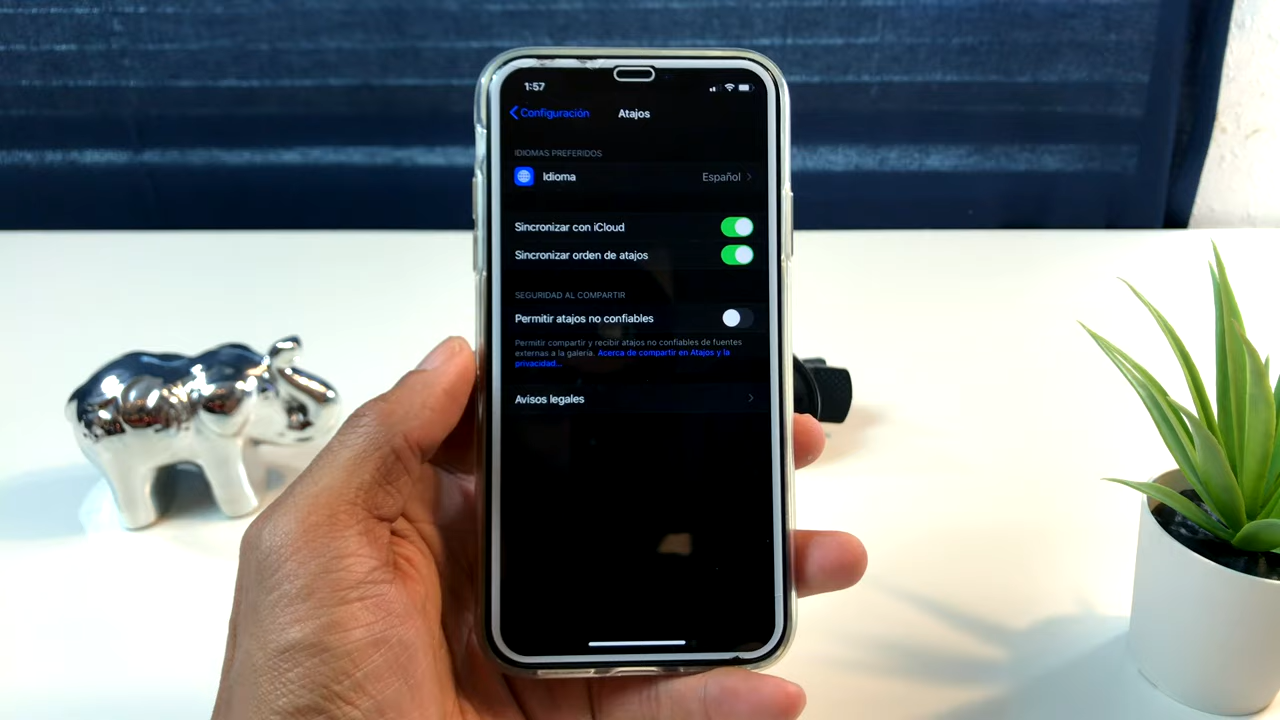 1:57
Configuración
Atajos
IDIOMAS PREFERIDOS
Idioma
Español
Sincronizar con iCloud
Sincronizar orden de atajos
SEGURIDAD AL COMPARTIR
Permitir atajos no confiables
Permitir compartir y recibir atajos no confiables de fuentes
externas a la galería. Acerca de compartir en Atajos y la
privacidad...
Avisos legales